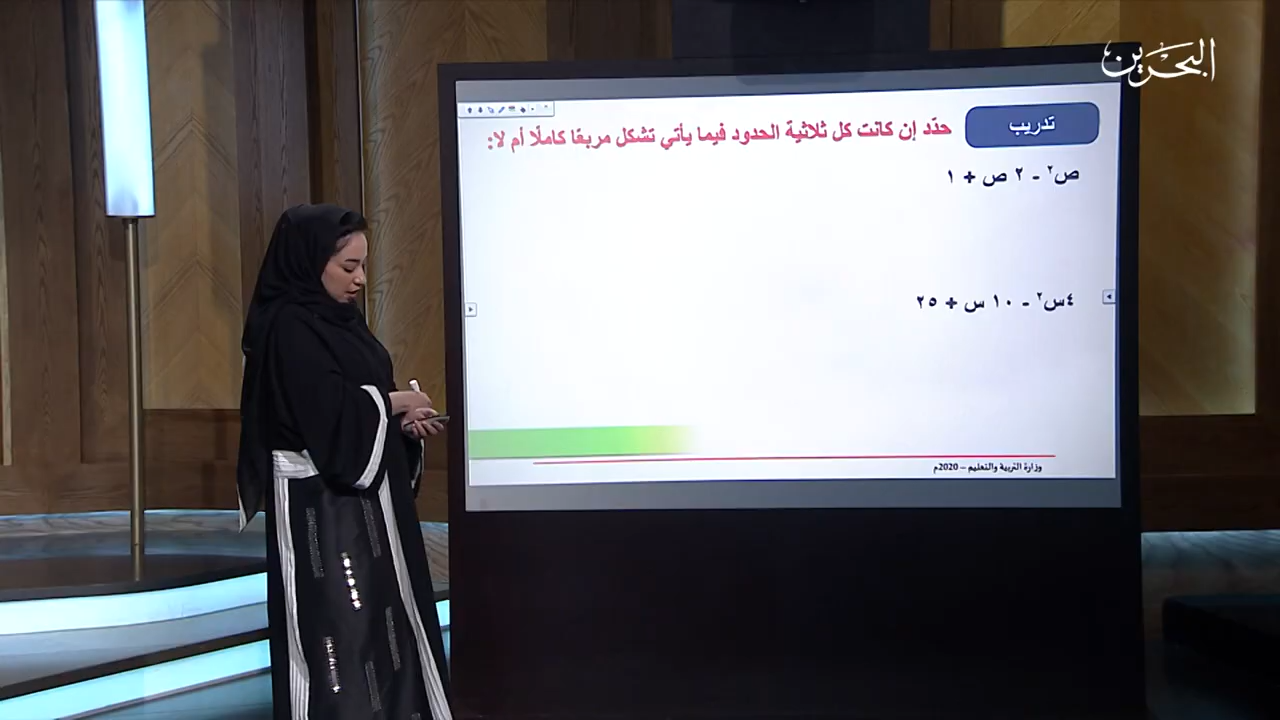 البحرين
تدريب
حدّد إن كانت كل ثلاثية الحدود فيما يأتي تشكل مربعًا كاملًا أم لا:
ص٢ - ٢ ص + ١
٤س٢ - ١٠ س + ٢٥
وزارة التربية والتعليم – 2020م